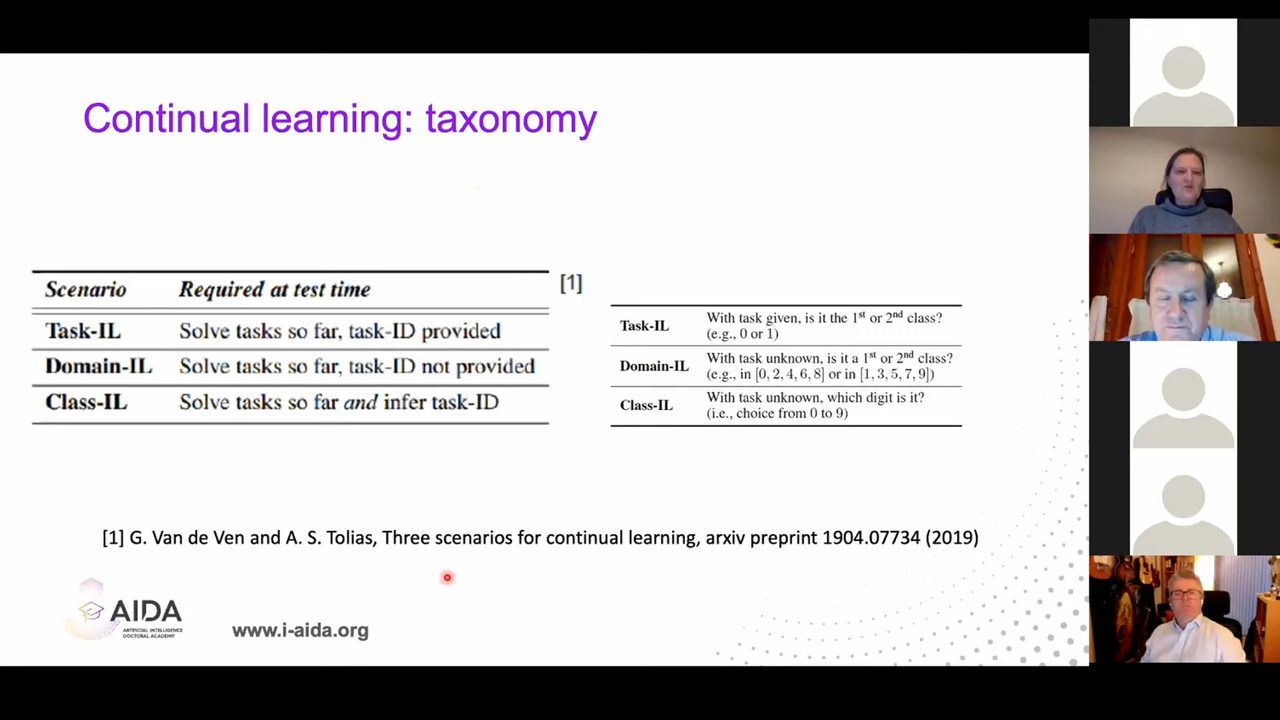 Continual learning: taxonomy
Scenario Required at test time
Task-IL Solve tasks so far, task-ID provided
Domain-IL Solve tasks so far, task-ID not provided
Class-IL Solve tasks so far and infer task-ID
[1]
Task-IL With task given, is it the 1st or 2nd class?
(e.g., 0 or 1)
Domain-IL With task unknown, is it a 1st or 2nd class?
(e.g., in [0, 2, 4, 6, 8] or in [1, 3, 5, 7, 9])
Class-IL With task unknown, which digit is it?
(i.e., choice from 0 to 9)
[1] G. Van de Ven and A. S. Tolias, Three scenarios for continual learning, arxiv preprint 1904.07734 (2019)
AIDA
ARTIFICIAL INTELLIGENCE
DOCTORAL ACADEMY
www.i-aida.org